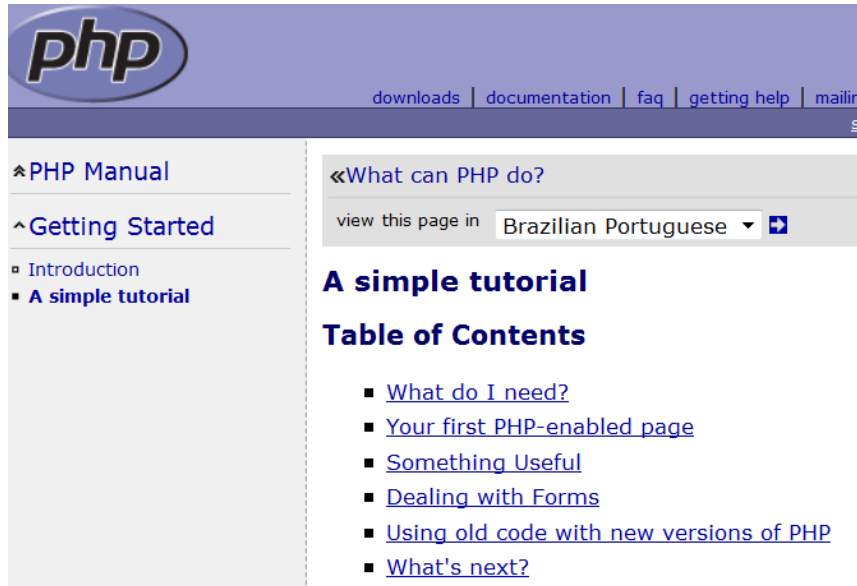 php
downloads | documentation | faq | getting help |
PHP Manual
Getting Started
Introduction
A simple tutorial
«What can PHP do?
view this page in Brazilian Portuguese
A simple tutorial
Table of Contents
What do I need?
Your first PHP-enabled page
Something Useful
Dealing with Forms
Using old code with new versions of PHP
What's next?